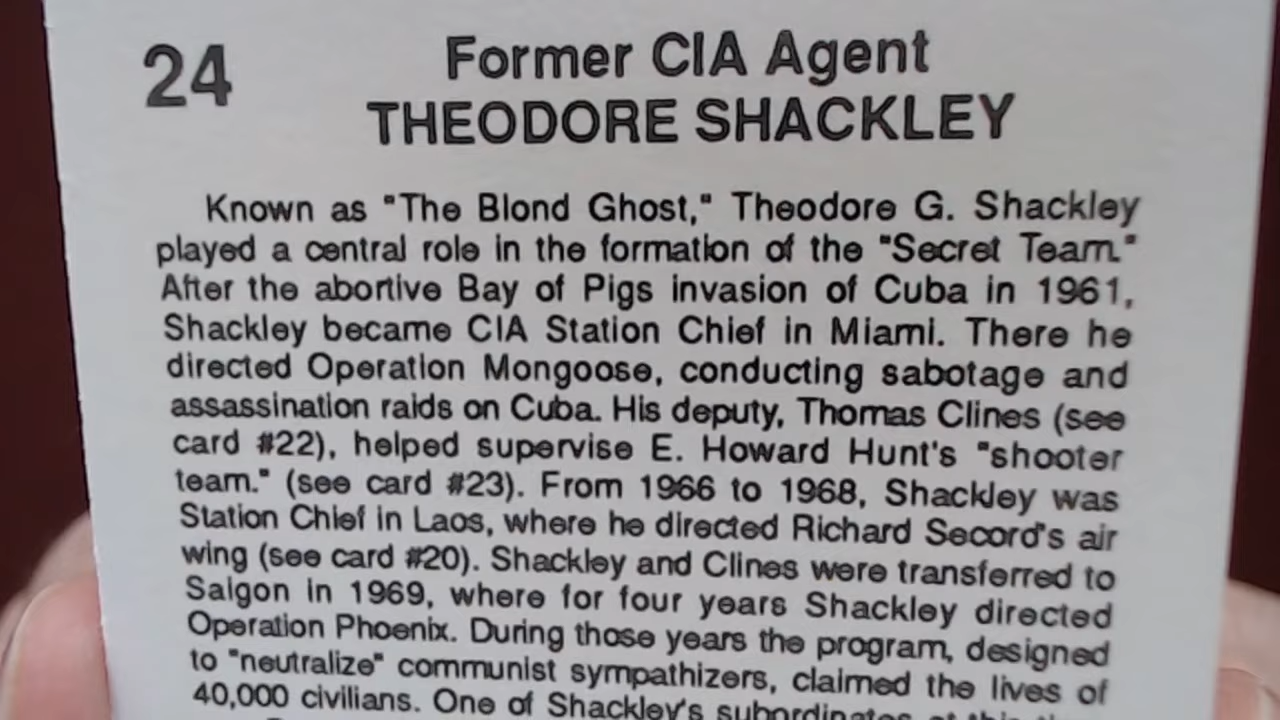 24
Former CIA Agent
THEODORE SHACKLEY
Known as "The Blond Ghost," Theodore G. Shackley
played a central role in the formation of the "Secret Team."
After the abortive Bay of Pigs invasion of Cuba in 1961,
Shackley became CIA Station Chief in Miami. There he
directed Operation Mongoose, conducting sabotage and
assassination raids on Cuba. His deputy, Thomas Clines (see
card #22), helped supervise E. Howard Hunt's "shooter
team." (see card #23). From 1966 to 1968, Shackley was
Station Chief in Laos, where he directed Richard Secord's air
wing (see card #20). Shackley and Clines were transferred to
Saigon in 1969, where for four years Shackley directed
Operation Phoenix. During those years the program, designed
to "neutralize" communist sympathizers, claimed the lives of
40,000 civilians. One of Shackley's subordinates at this